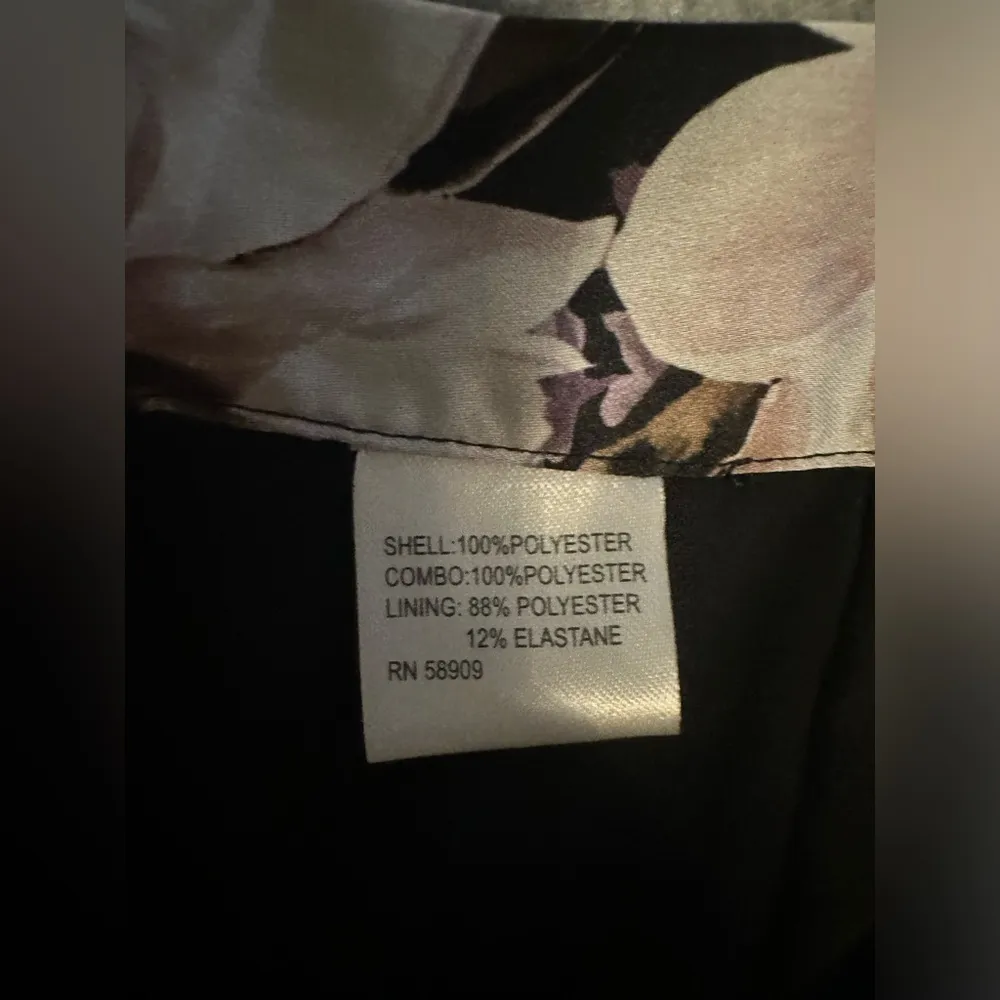 SHELL:100%POLYESTER
COMBO:100%POLYESTER
LINING: 88% POLYESTER
12% ELASTANE
RN 58909